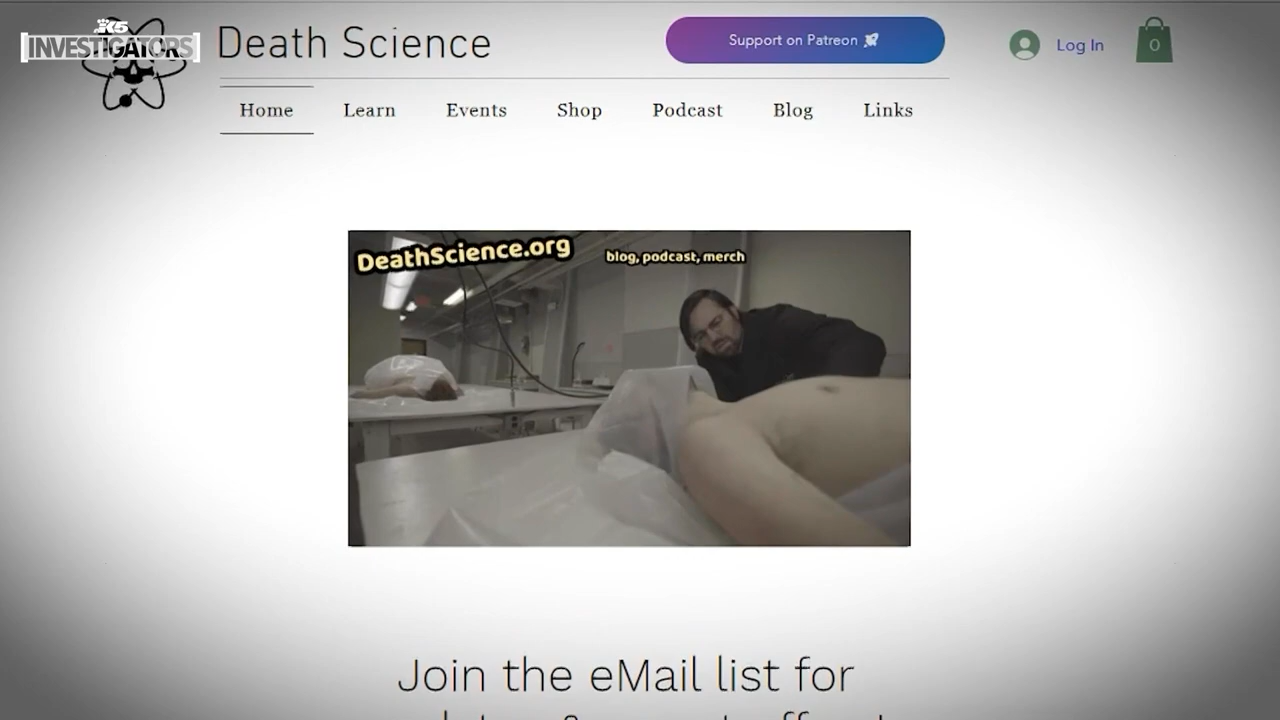 K5
INVESTIGATORS
Death Science
Support on Patreon
Log In
0
Home Learn Events Shop Podcast Blog Links
DeathScience.org
blog, podcast, merch
Join the eMail list for